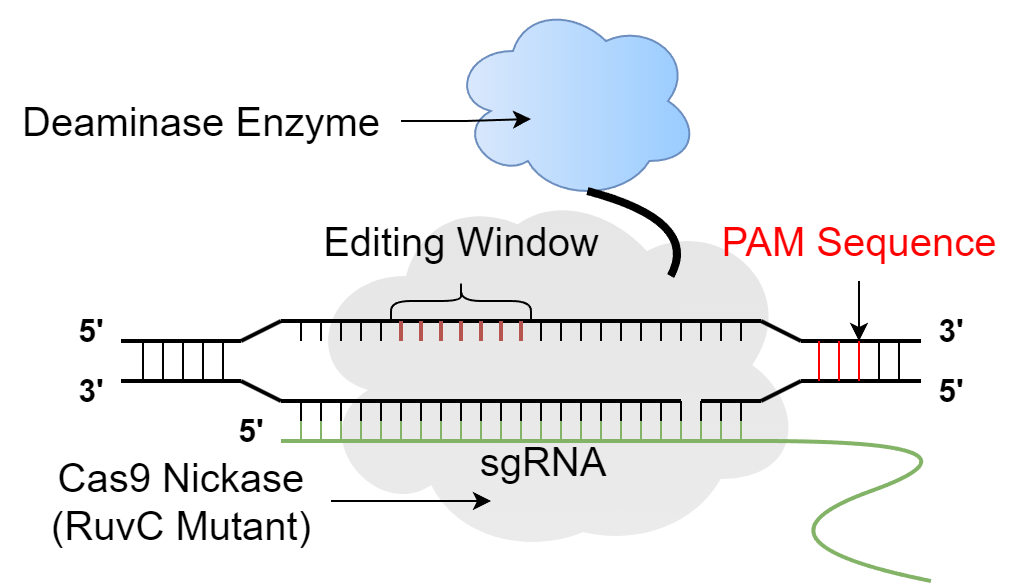 Deaminase Enzyme
Editing Window
PAM Sequence
5'
3'
3'
5'
5'
sgRNA
Cas9 Nickase
(RuvC Mutant)